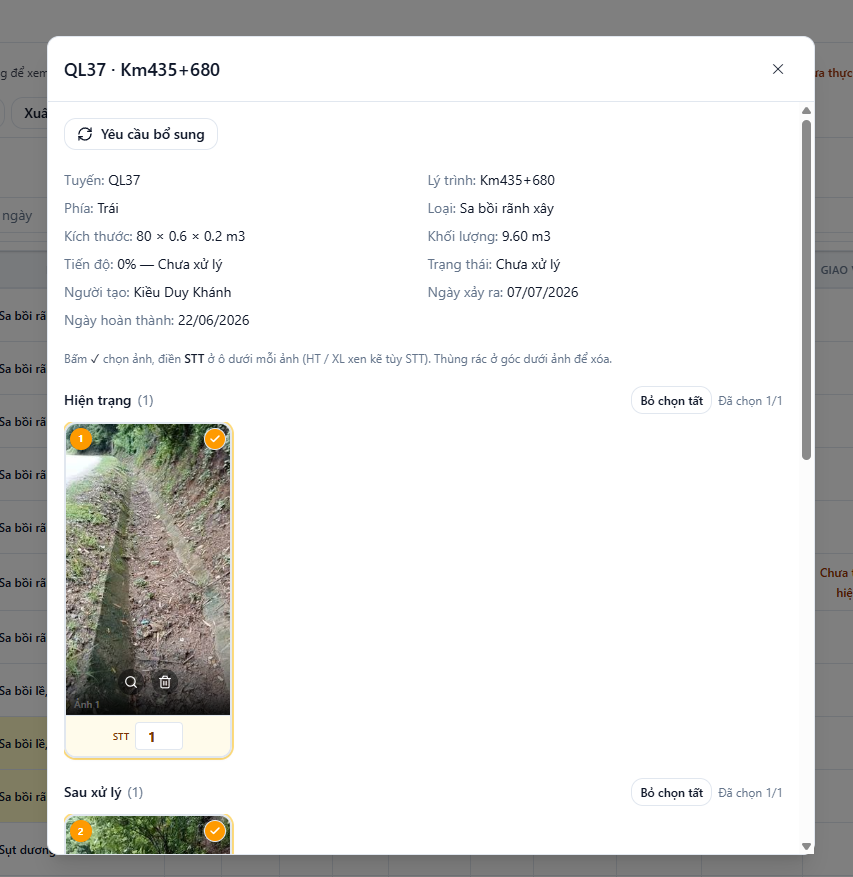 QL37 · Km435+680
g để xem
ưa thực
Xuấ
Yêu cầu bổ sung
Tuyến: QL37
Lý trình: Km435+680
ngày
Phía: Trái
Loại: Sa bồi rãnh xây
Kích thước: 80 × 0.6 × 0.2 m3
Khối lượng: 9.60 m3
Tiến độ: 0% — Chưa xử lý
Trạng thái: Chưa xử lý
GIAO
Người tạo: Kiều Duy Khánh
Ngày xảy ra: 07/07/2026
Sa bồi rã
Ngày hoàn thành: 22/06/2026
Bấm ✓ chọn ảnh, điền STT ở ô dưới mỗi ảnh (HT / XL xen kẽ tùy STT). Thùng rác ở góc dưới ảnh để xóa.
Sa bồi rã
Hiện trạng (1)
Bỏ chọn tất
Đã chọn 1/1
Sa bồi rã
1
Sa bồi rã
Sa bồi rã
Chưa
hiệ
Sa bồi rã
Sa bồi rã
Sa bồi lề,
Ảnh 1
STT 1
Sa bồi lề,
Sau xử lý (1)
Bỏ chọn tất
Đã chọn 1/1
Sa bồi rã
2
Sụt dương